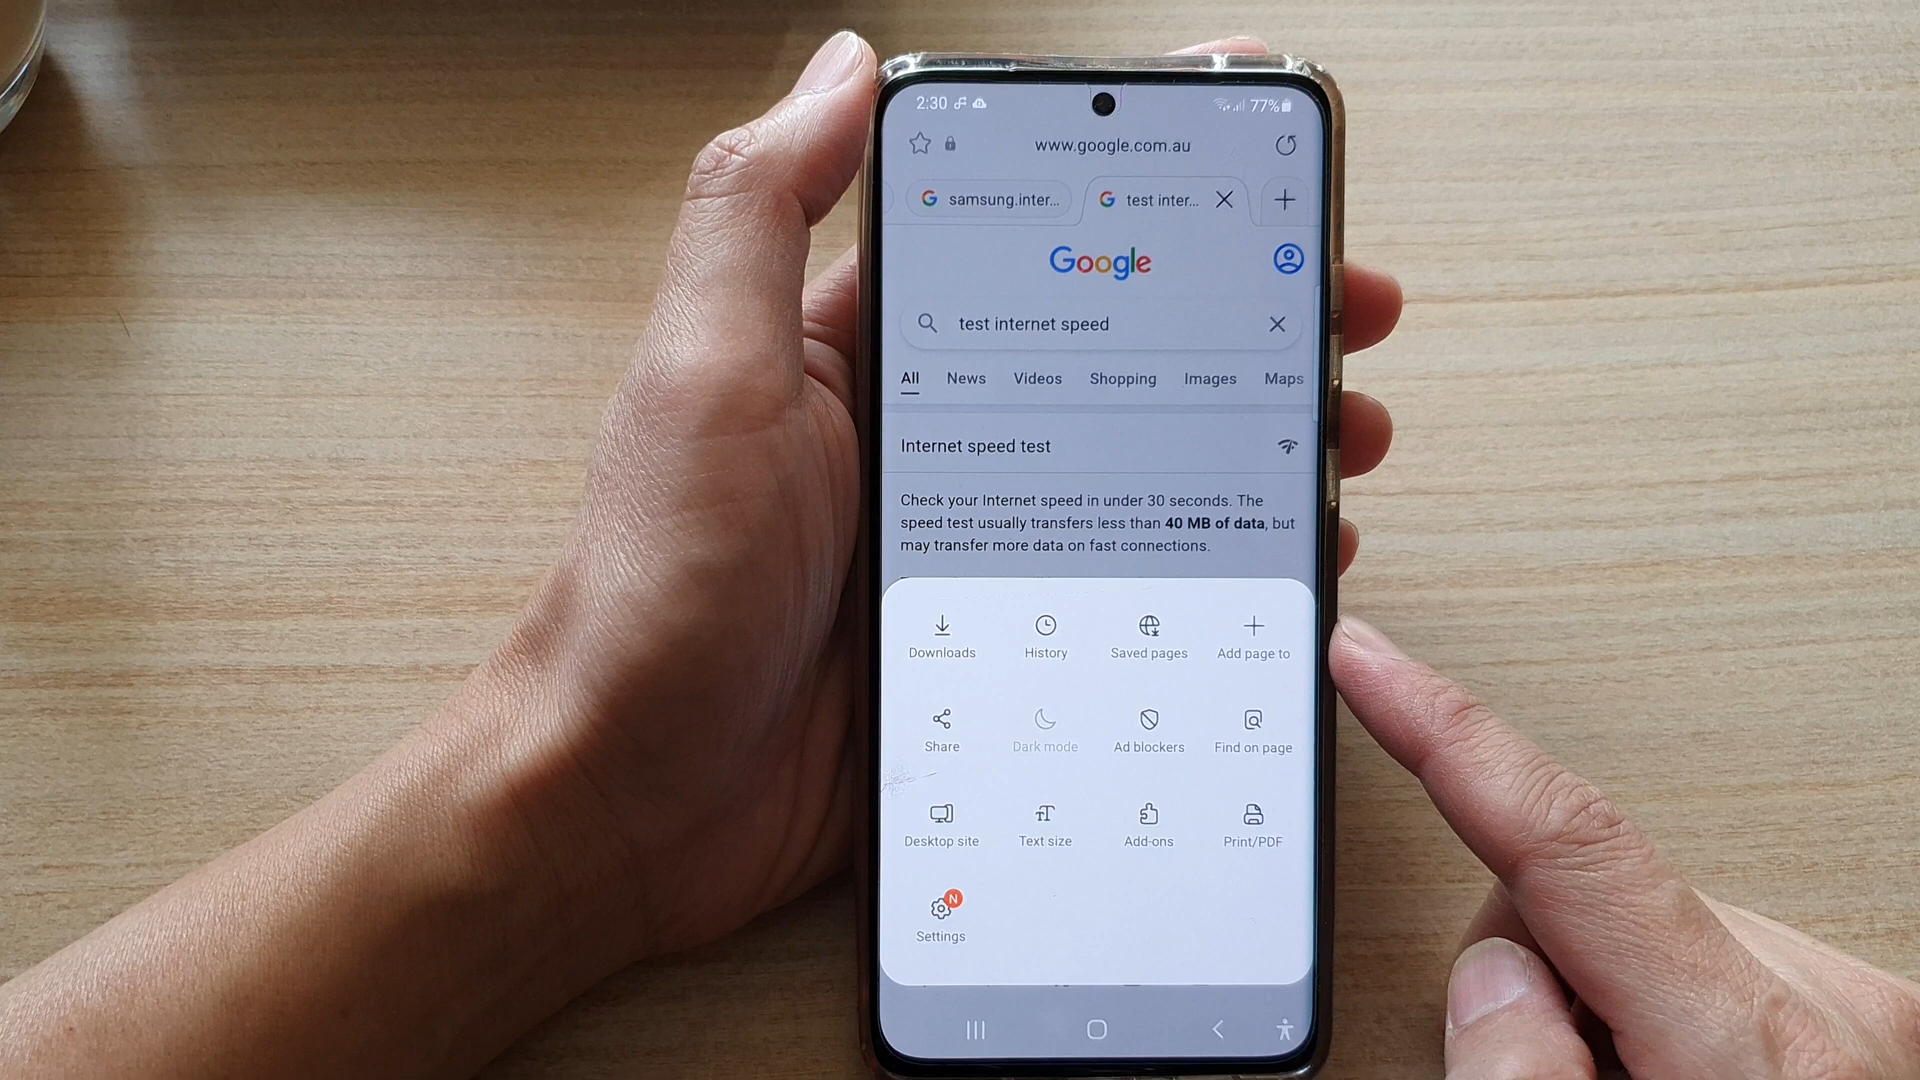 2:30 77%
www.google.com.au
samsung.inter... test inter...
Google
test internet speed
All News Videos Shopping Images Maps
Internet speed test
Check your Internet speed in under 30 seconds. The
speed test usually transfers less than 40 MB of data, but
may transfer more data on fast connections.
Downloads History Saved pages Add page to
Share Dark mode Ad blockers Find on page
Desktop site Text size Add-ons Print/PDF
N
Settings